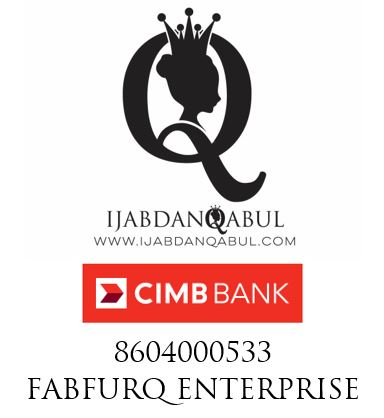 IJABDANQABUL
WWW.IJABDANQABUL.COM
CIMB BANK
8604000533
FABFURQ ENTERPRISE